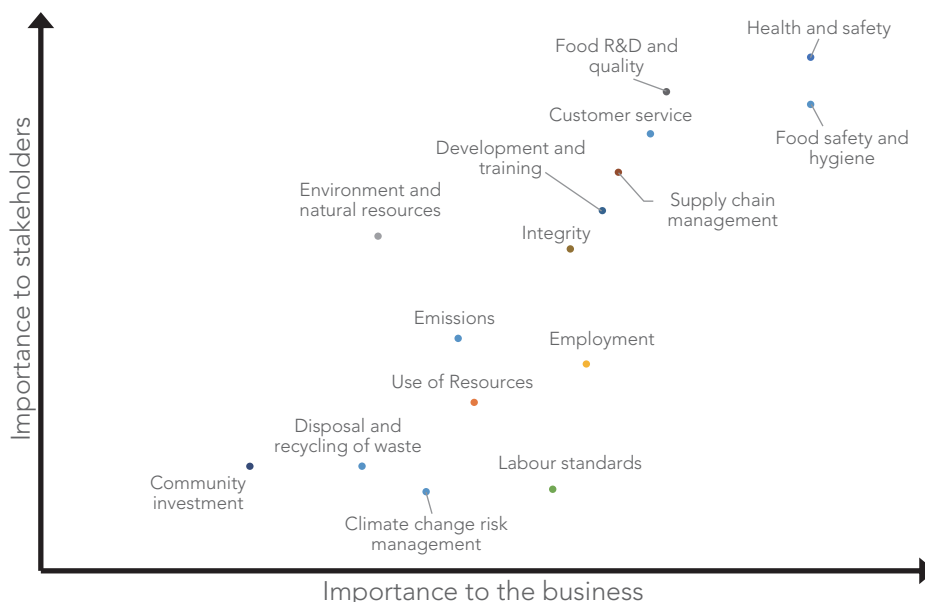 Health and safety
Food R&D and
quality
Customer service
Food safety and
hygiene
Development and
training
Environment and
natural resources
Supply chain
management
Integrity
Importance to stakeholders
Emissions
Employment
Use of Resources
Disposal and
recycling of waste
Labour standards
Community
investment
Climate change risk
management
Importance to the business